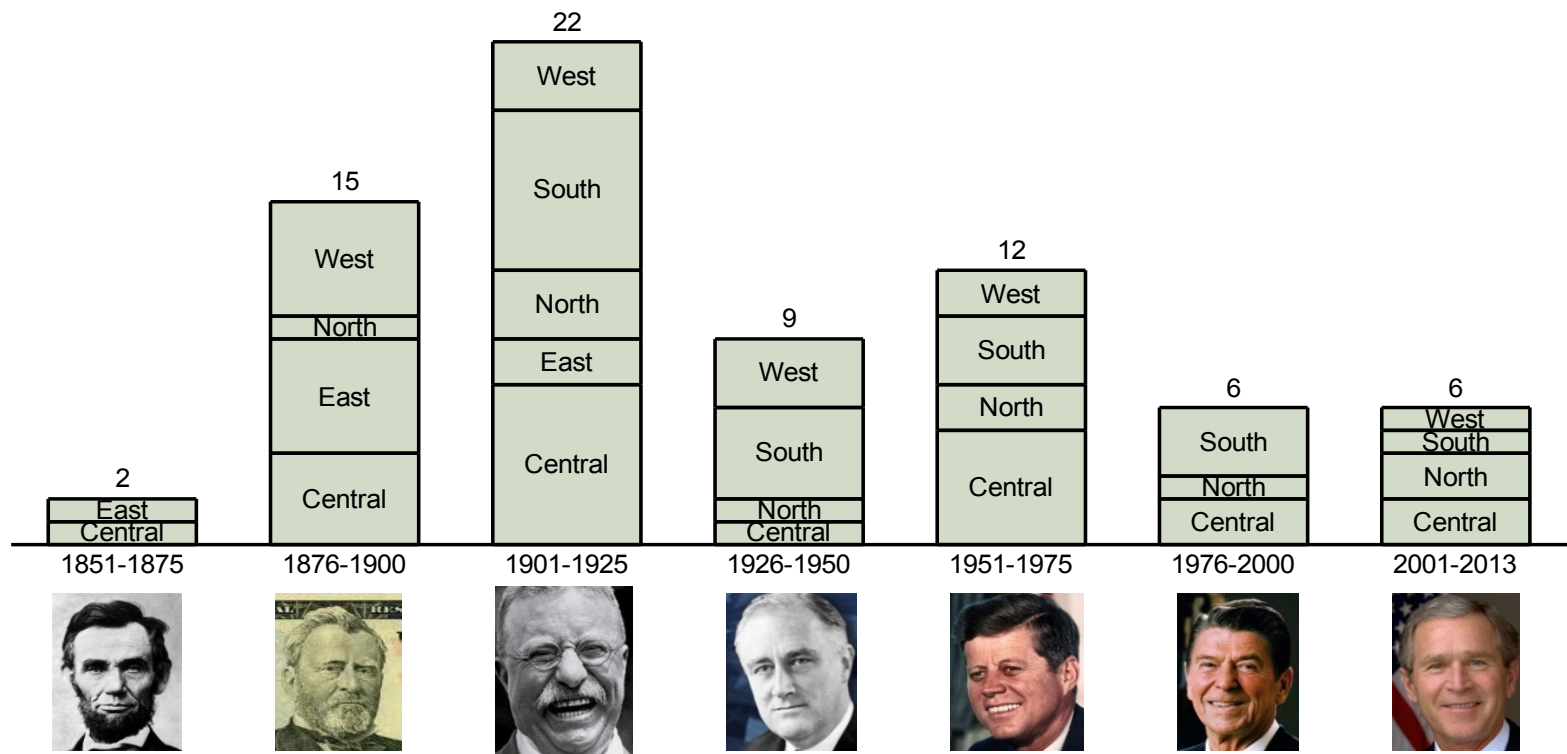 22
West
South
15
West
North
12
West
North
East
9
South
East
West
North
6
6
South
West
South
South
Central
Central
2
North
North
East
North
Central
Central
Central
Central
Central
1851-1875
1876-1900
1901-1925
1926-1950
1951-1975
1976-2000
2001-2013